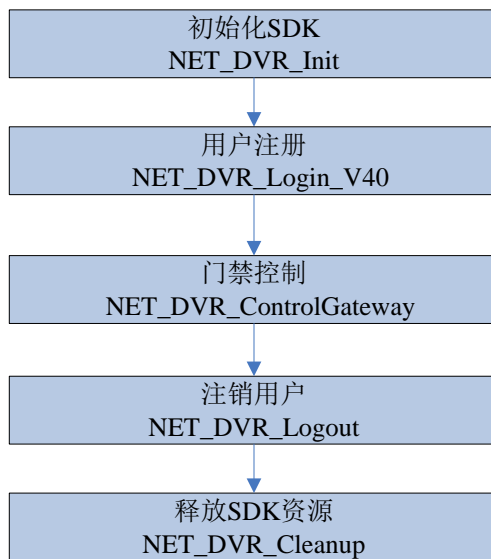 初始化SDK
NET_DVR_Init
用户注册
NET_DVR_Login_V40
门禁控制
NET_DVR_ControlGateway
注销用户
NET_DVR_Logout
释放SDK资源
NET_DVR_Cleanup